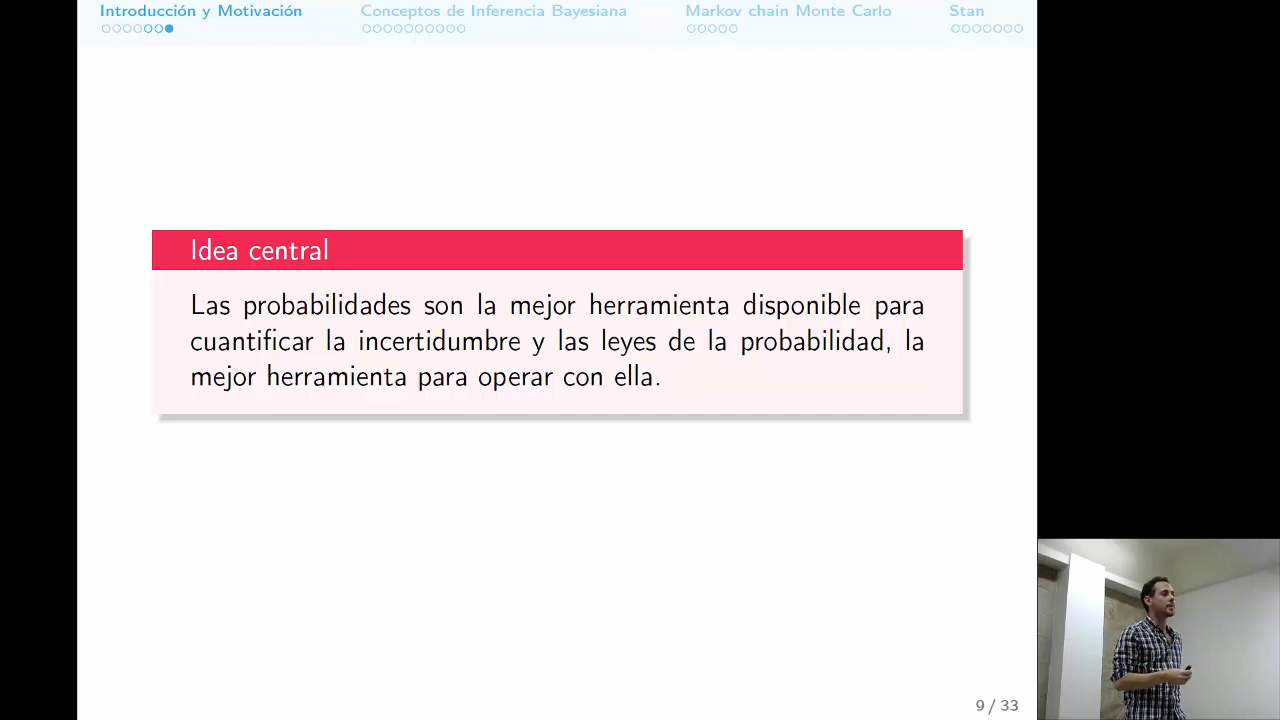 Introducción y Motivación
Conceptos de Inferencia Bayesiana
Markov chain Monte Carlo
Stan
Idea central
Las probabilidades son la mejor herramienta disponible para
cuantificar la incertidumbre y las leyes de la probabilidad, la
mejor herramienta para operar con ella.
9 / 33